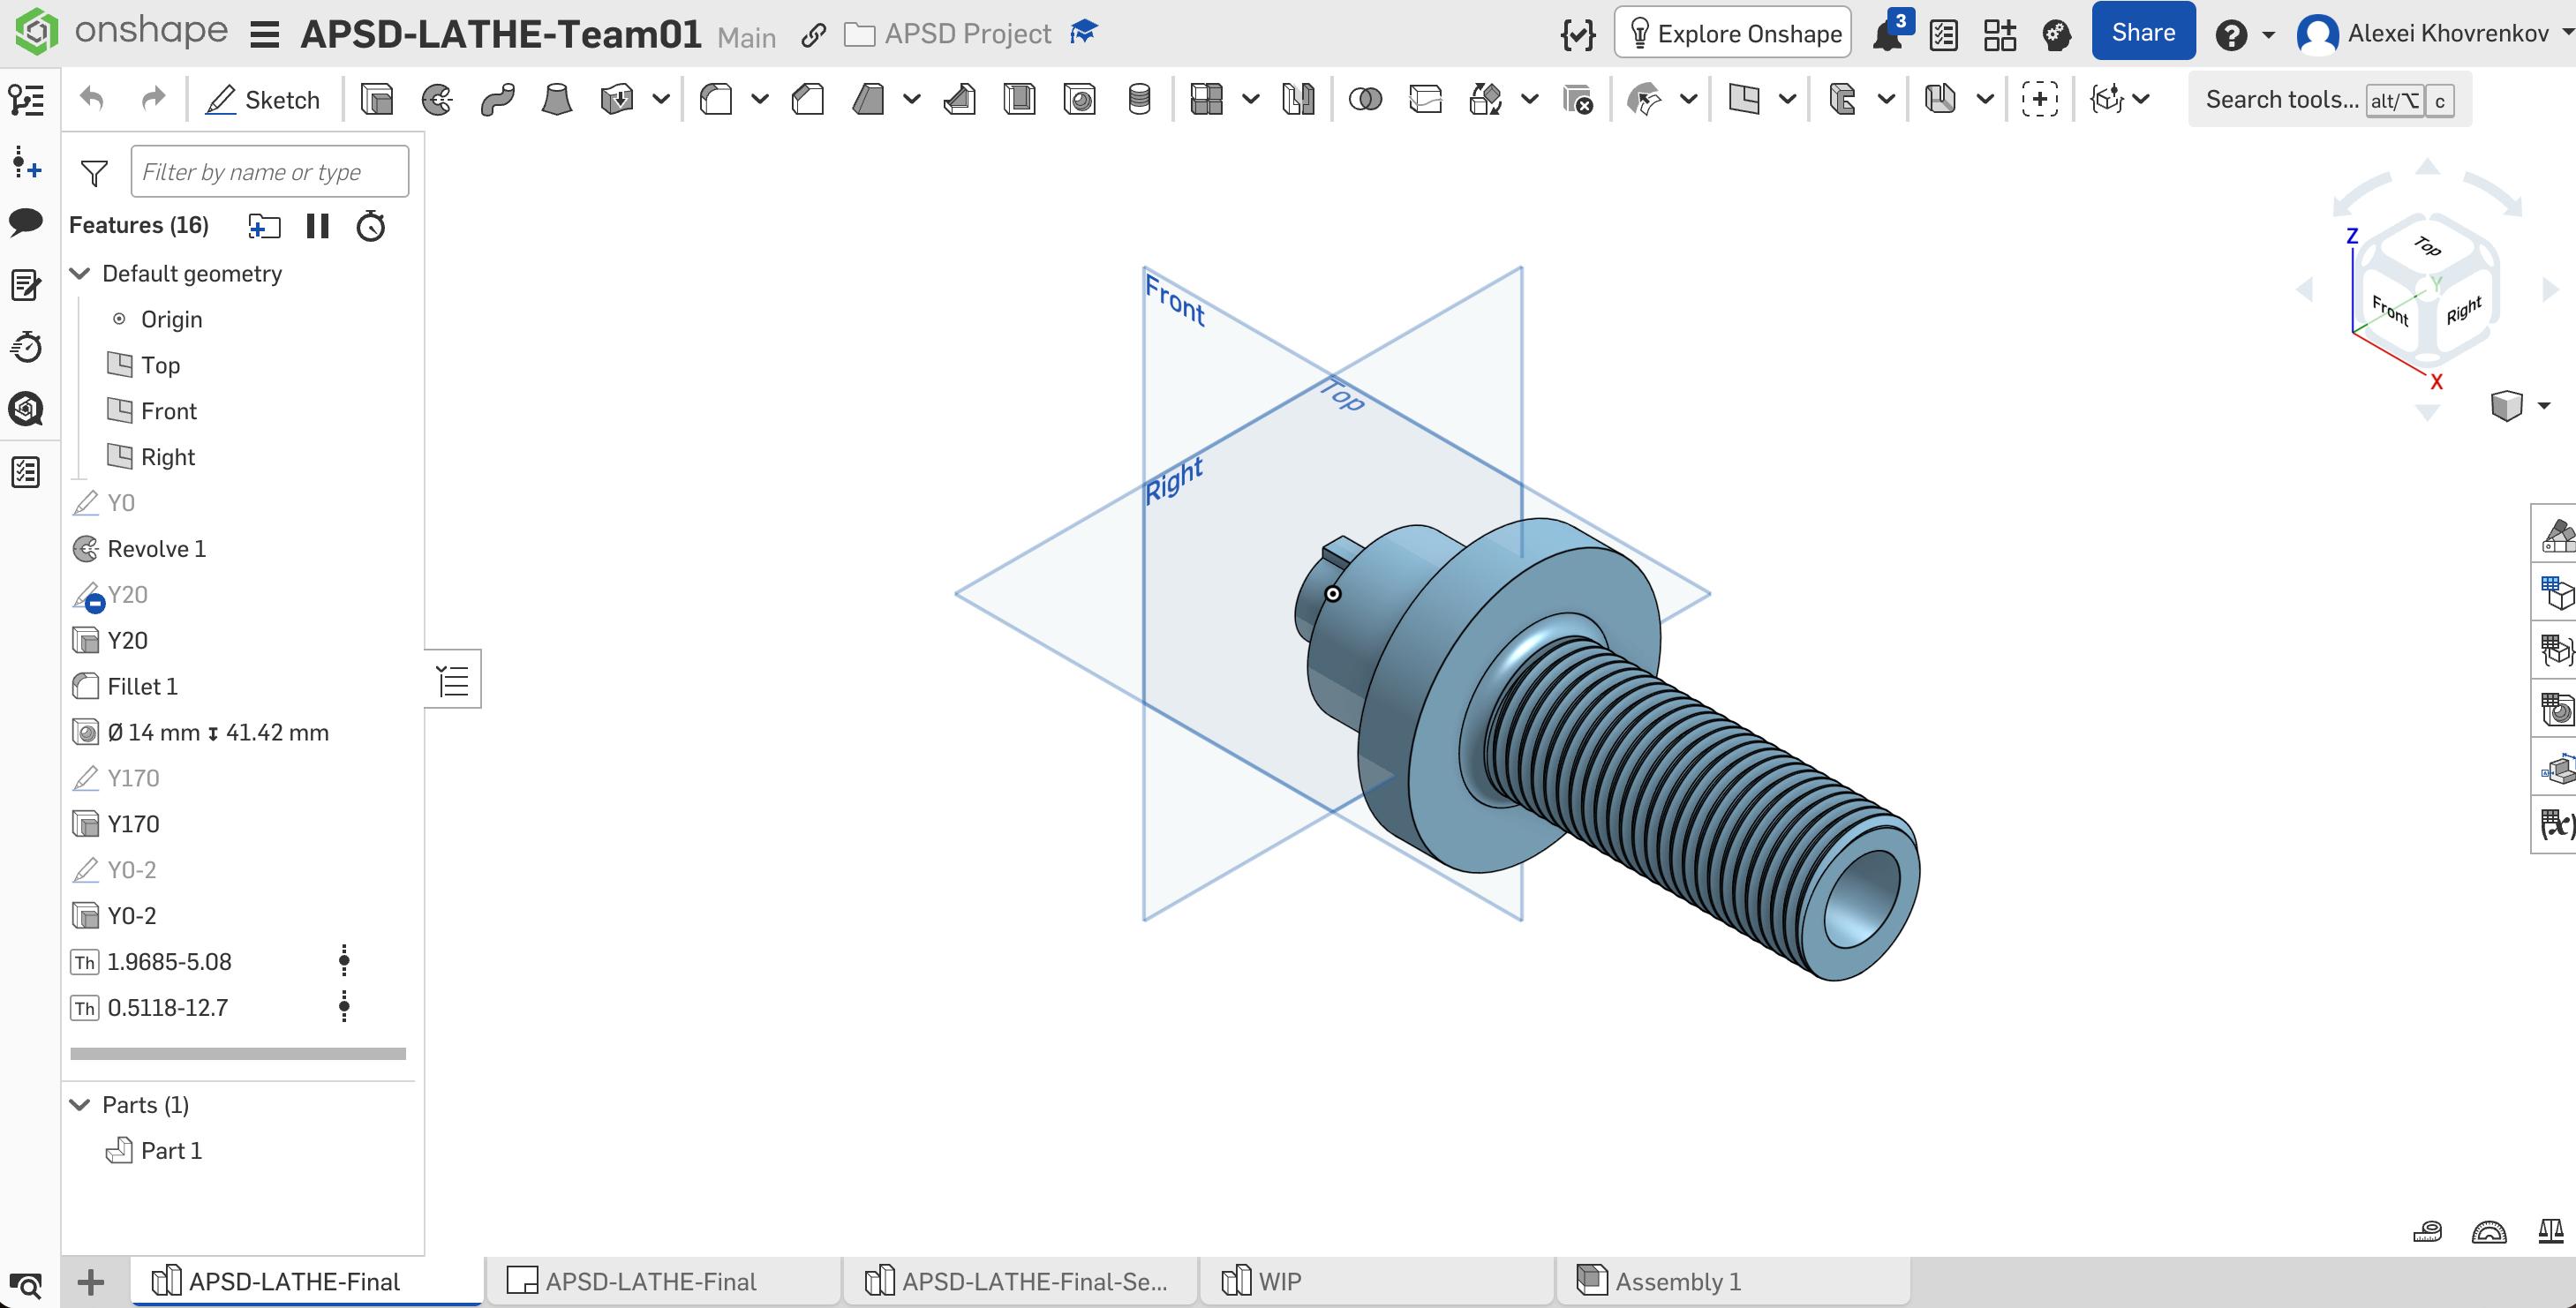 onshape APSD-LATHE-Team01 Main APSD Project Explore Onshape 3 Share Alexei Khovrenkov
Sketch Search tools... alt/⌥ c
Filter by name or type
Features (16)
Default geometry
Origin
Top
Front
Right
Y0
Revolve 1
Y20
Y20
Fillet 1
Ø 14 mm ↧ 41.42 mm
Y170
Y170
Y0-2
Y0-2
Th 1.9685-5.08
Th 0.5118-12.7
Parts (1)
Part 1
Front
Top
Right
Z
Top
Y
Front
Right
X
(x)
APSD-LATHE-Final
APSD-LATHE-Final
APSD-LATHE-Final-Se...
WIP
Assembly 1